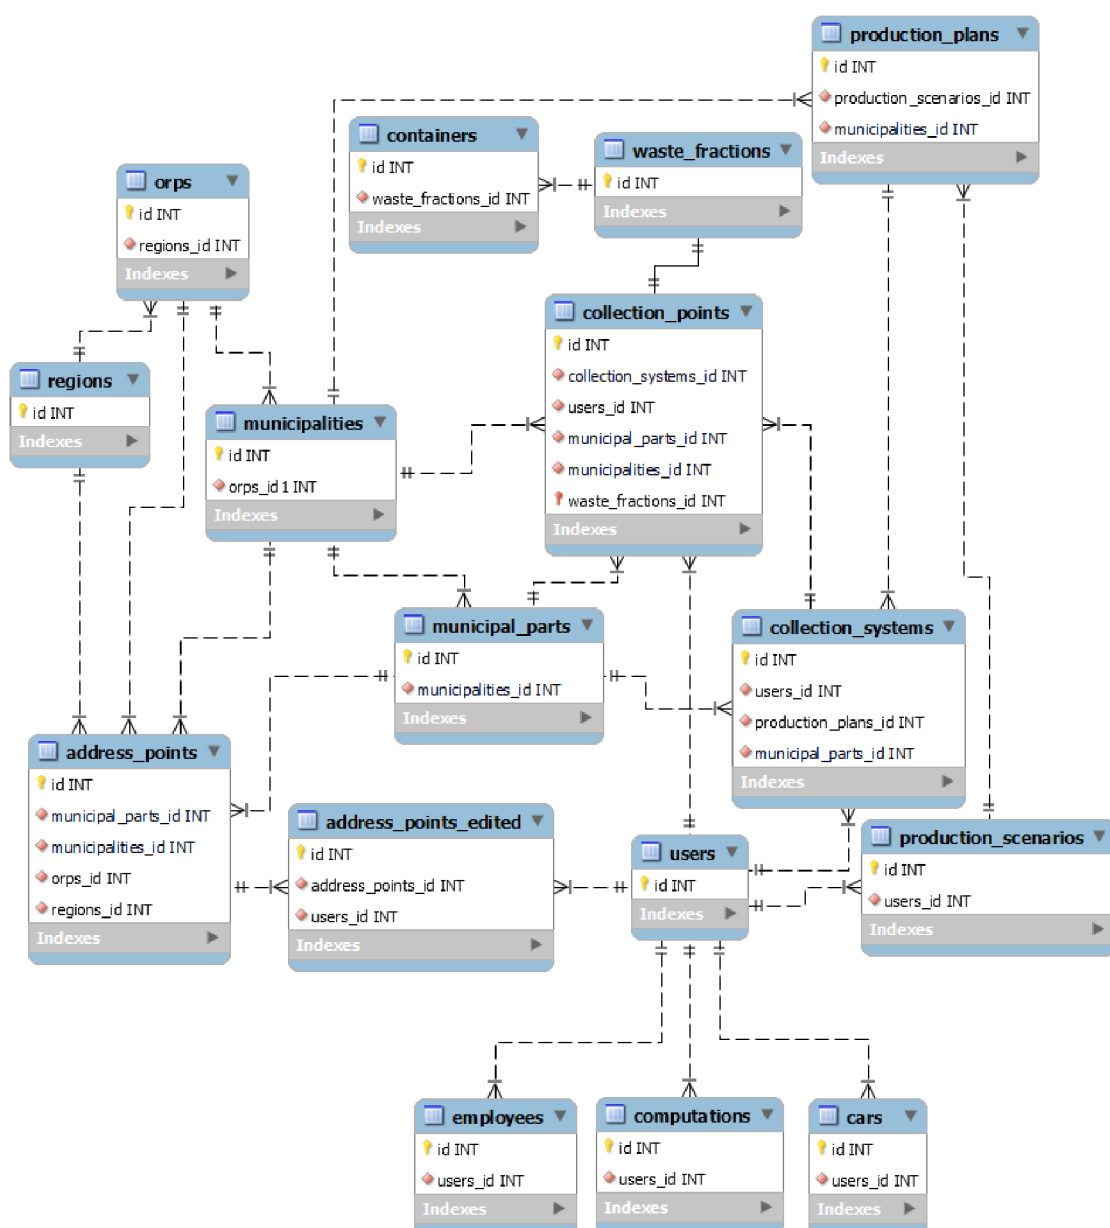 production_plans
id INT
production_scenarios_id INT
municipalities_id INT
Indexes
containers
id INT
waste_fractions_id INT
Indexes
waste_fractions
id INT
Indexes
orps
id INT
regions_id INT
Indexes
collection_points
id INT
collection_systems_id INT
users_id INT
municipal_parts_id INT
municipalities_id INT
waste_fractions_id INT
Indexes
regions
id INT
Indexes
municipalities
id INT
orps_id1 INT
Indexes
municipal_parts
id INT
municipalities_id INT
Indexes
collection_systems
id INT
users_id INT
production_plans_id INT
municipal_parts_id INT
Indexes
address_points
id INT
municipal_parts_id INT
municipalities_id INT
orps_id INT
regions_id INT
Indexes
address_points_edited
id INT
address_points_id INT
users_id INT
Indexes
users
id INT
Indexes
production_scenarios
id INT
users_id INT
Indexes
employees
id INT
users_id INT
Indexes
computations
id INT
users_id INT
Indexes
cars
id INT
users_id INT
Indexes